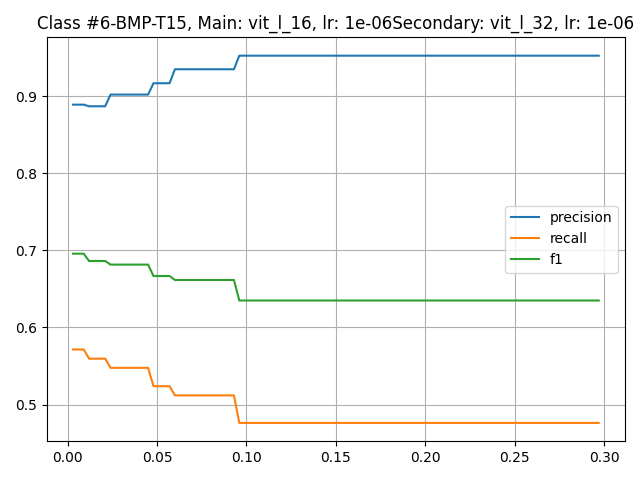 Class #6-BMP-T15, Main: vit_l_16, lr: 1e-06Secondary: vit_l_32, lr: 1e-06
0.9
0.8
0.7
0.6
0.5
precision
recall
f1
0.00 0.05 0.10 0.15 0.20 0.25 0.30